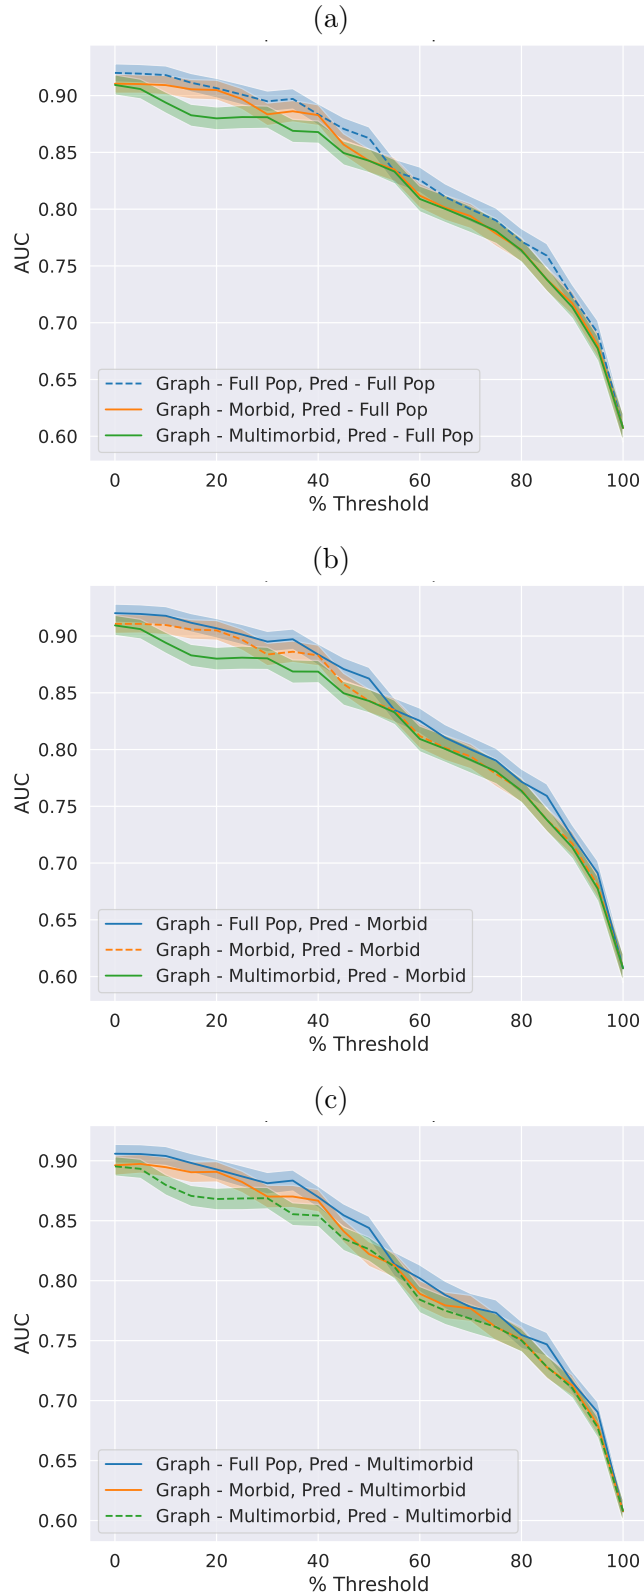 (a)
0.90
0.85
0.80
0.75
0.70
0.65
0.60
AUC
Graph - Full Pop, Pred - Full Pop
Graph - Morbid, Pred - Full Pop
Graph - Multimorbid, Pred - Full Pop
0 20 40 60 80 100
% Threshold
(b)
0.90
0.85
0.80
0.75
0.70
0.65
0.60
AUC
Graph - Full Pop, Pred - Morbid
Graph - Morbid, Pred - Morbid
Graph - Multimorbid, Pred - Morbid
0 20 40 60 80 100
% Threshold
(c)
0.90
0.85
0.80
0.75
0.70
0.65
0.60
AUC
Graph - Full Pop, Pred - Multimorbid
Graph - Morbid, Pred - Multimorbid
Graph - Multimorbid, Pred - Multimorbid
0 20 40 60 80 100
% Threshold